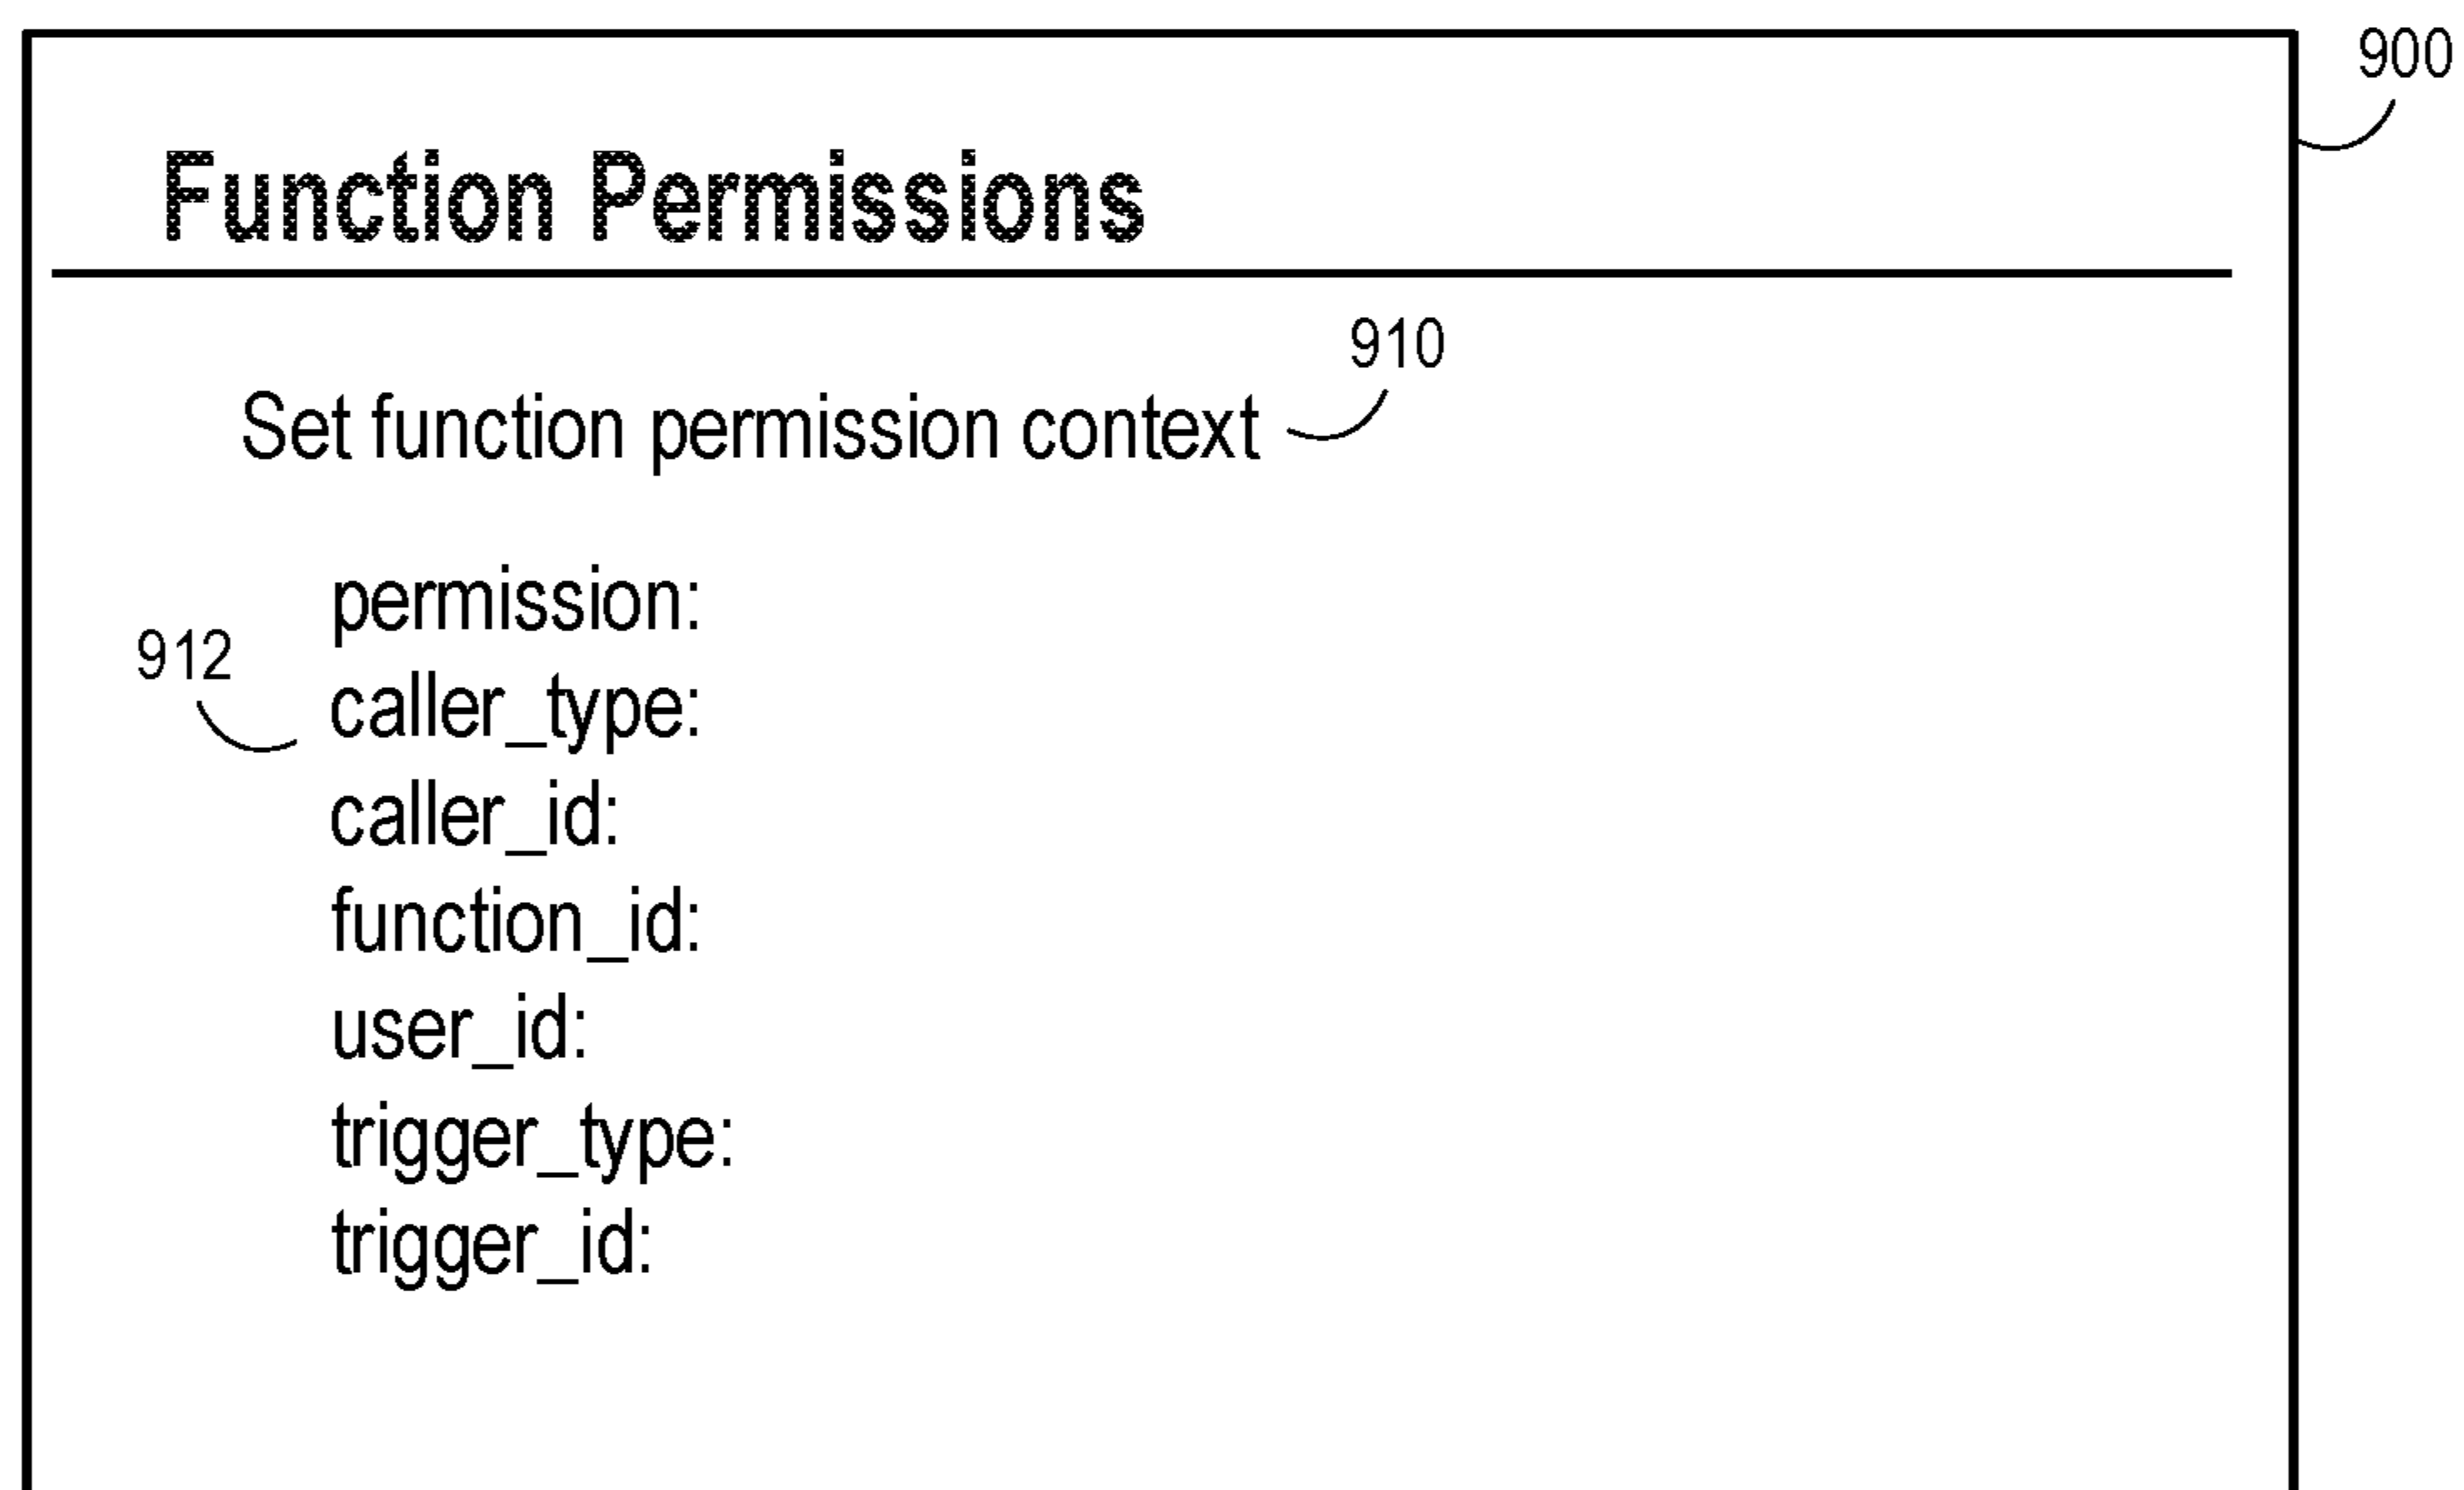 900
Function Permissions
910
Set function permission context
permission:
912
caller_type:
caller_id:
function_id:
user_id:
trigger_type:
trigger_id: